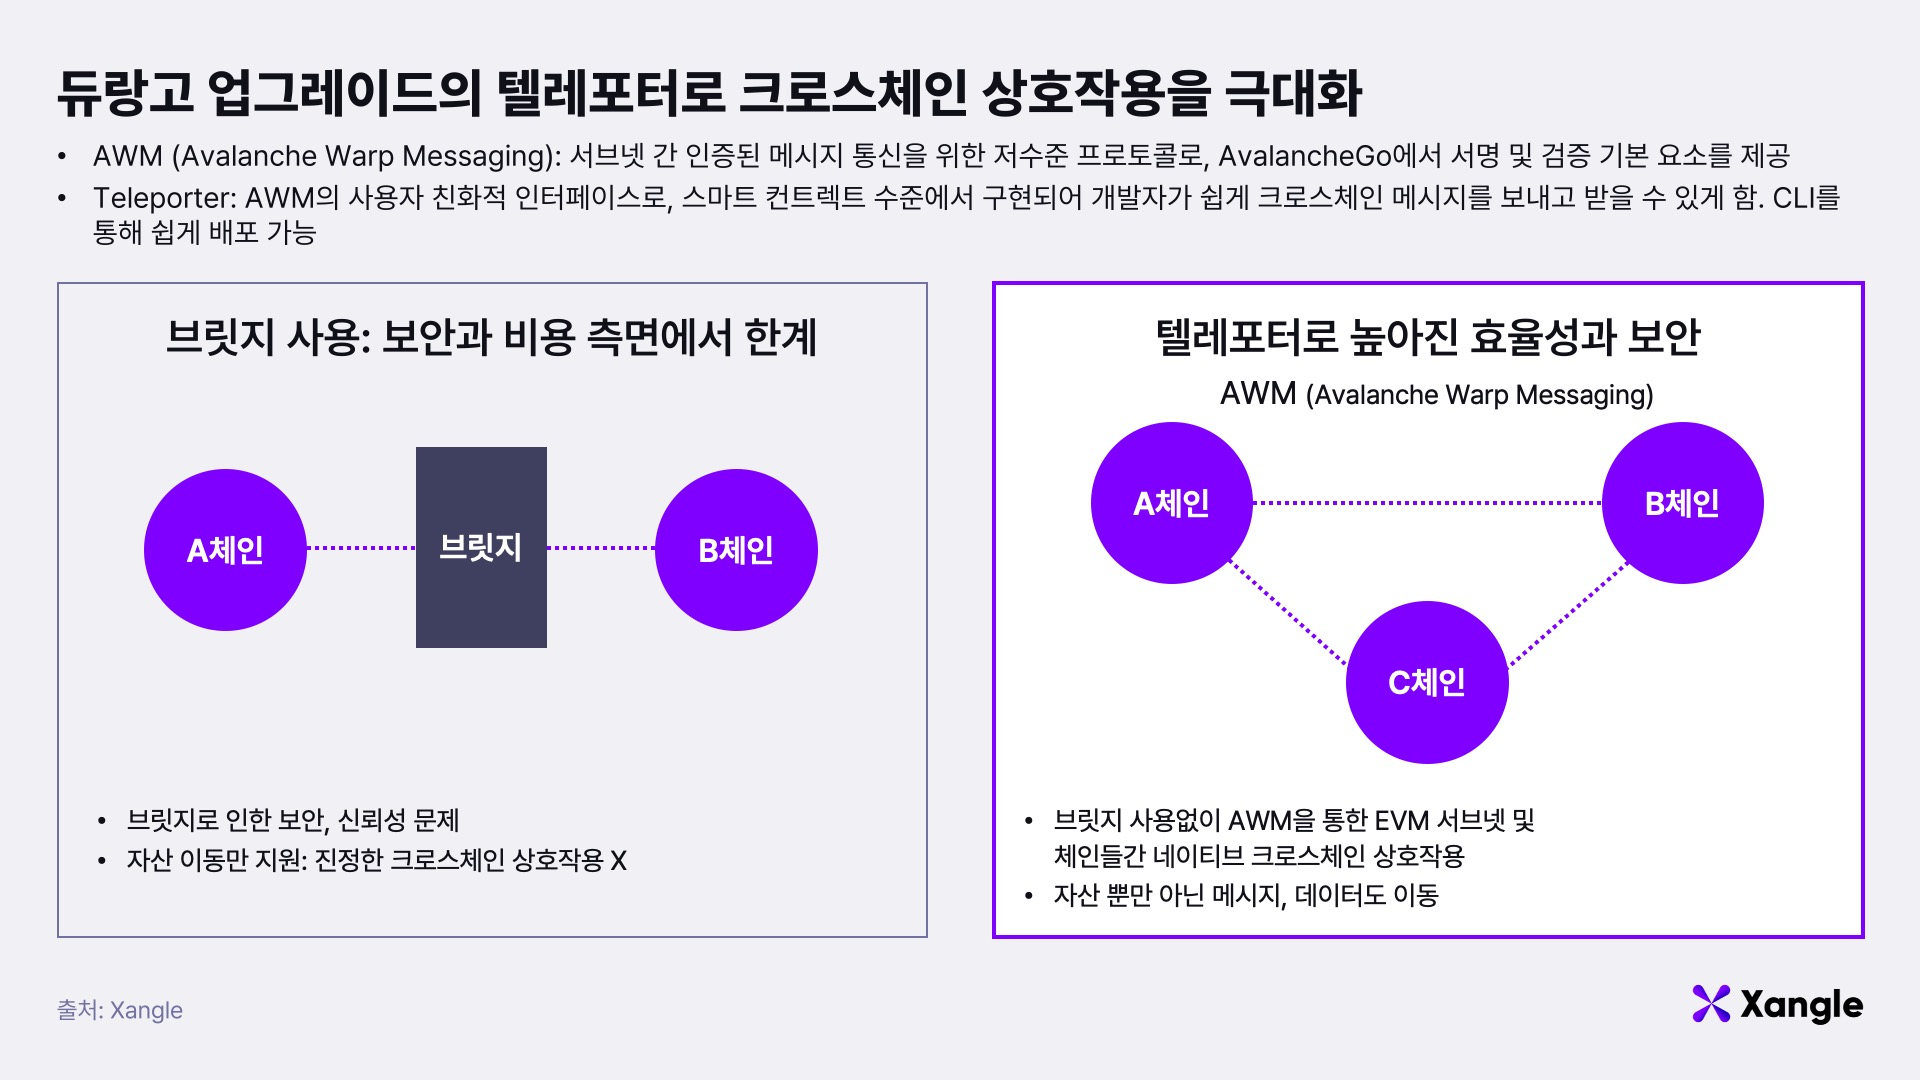 듀랑고 업그레이드의 텔레포터로 크로스체인 상호작용을 극대화
• AWM (Avalanche Warp Messaging): 서브넷 간 인증된 메시지 통신을 위한 저수준 프로토콜로, AvalancheGo에서 서명 및 검증 기본 요소를 제공
• Teleporter: AWM의 사용자 친화적 인터페이스로, 스마트 컨트랙트 수준에서 구현되어 개발자가 쉽게 크로스체인 메시지를 보내고 받을 수 있게 함. CLI를
통해 쉽게 배포 가능
브릿지 사용: 보안과 비용 측면에서 한계
A체인
브릿지
B체인
• 브릿지로 인한 보안, 신뢰성 문제
• 자산 이동만 지원: 진정한 크로스체인 상호작용 X
텔레포터로 높아진 효율성과 보안
AWM (Avalanche Warp Messaging)
A체인
B체인
C체인
• 브릿지 사용없이 AWM을 통한 EVM 서브넷 및
체인들간 네이티브 크로스체인 상호작용
• 자산 뿐만 아닌 메시지, 데이터도 이동
출처: Xangle
Xangle